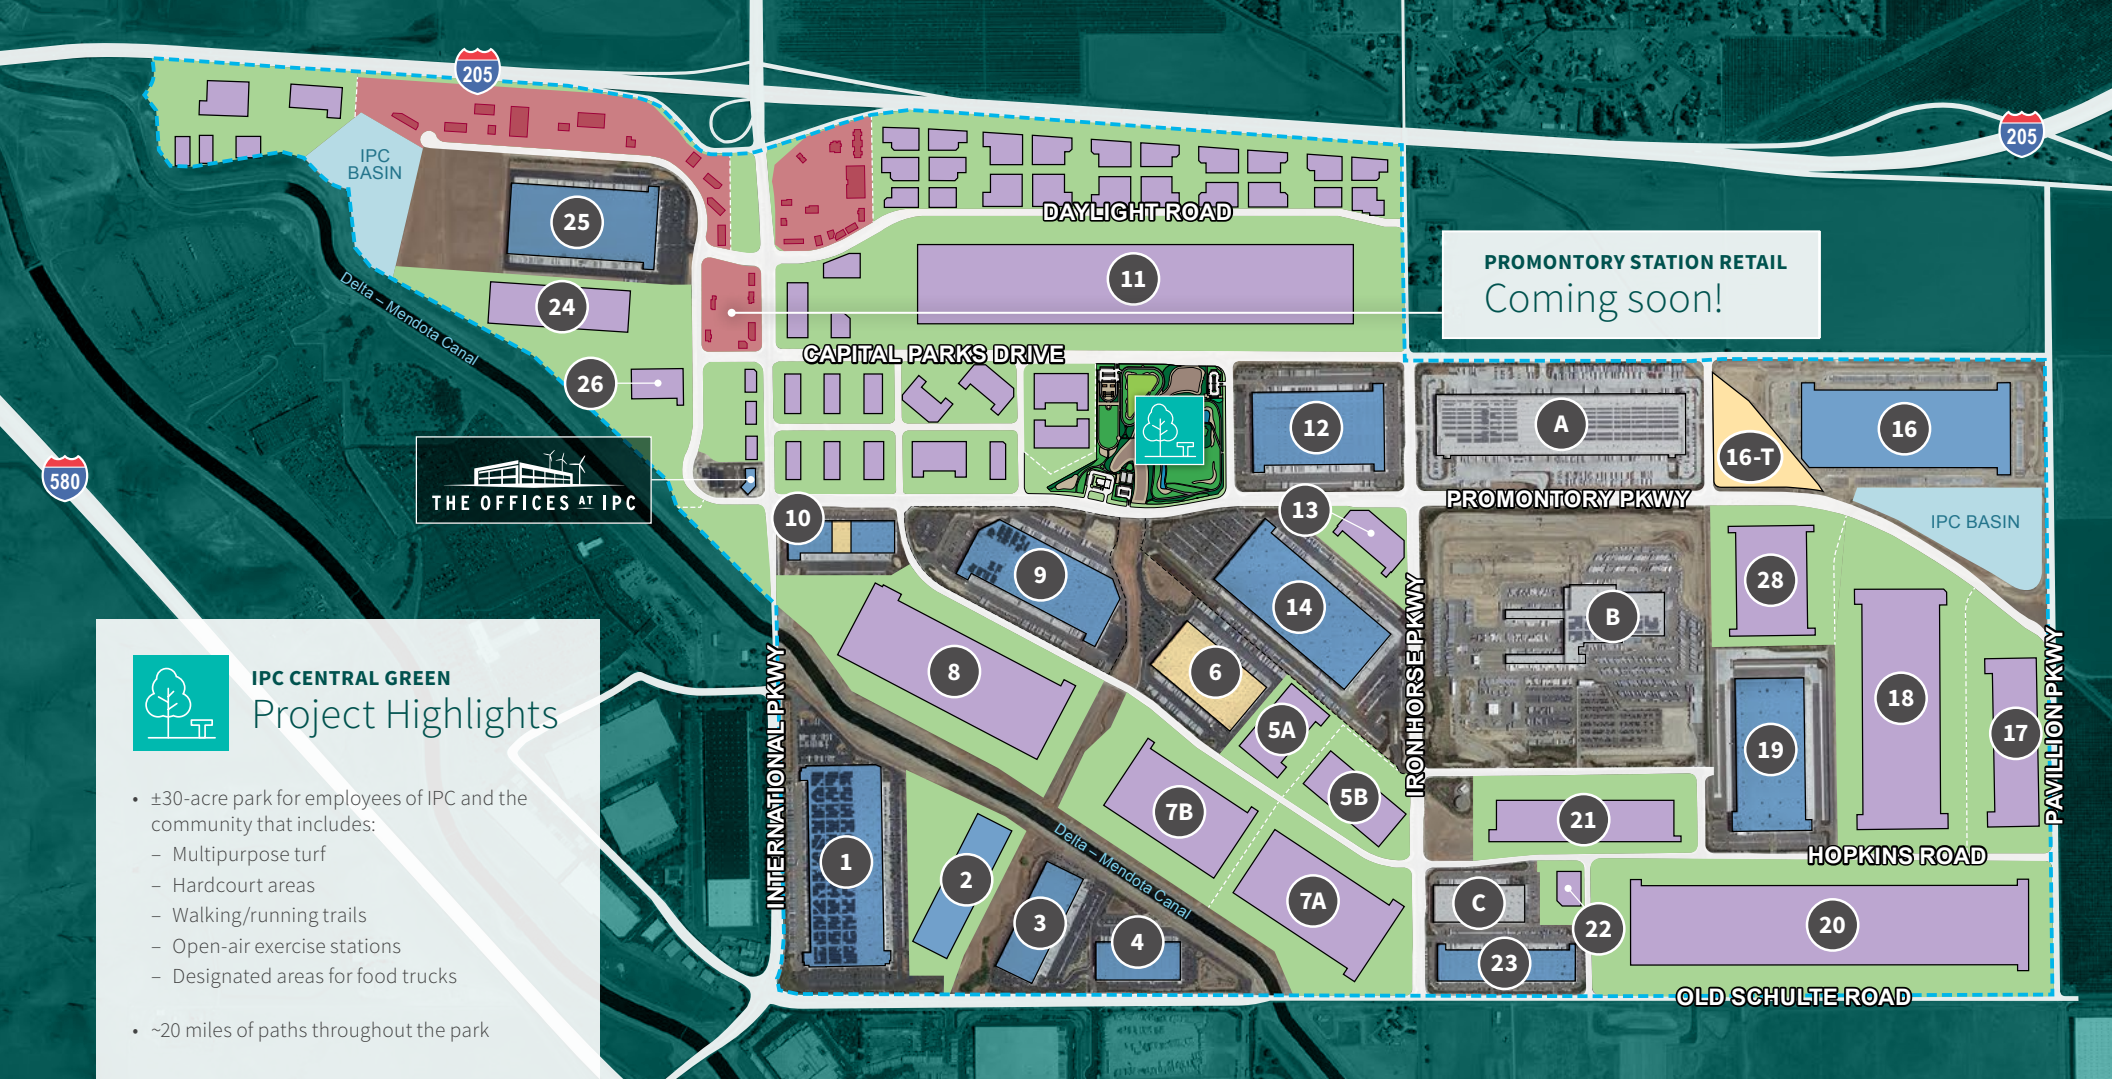 205
205
IPC
BASIN
25
DAYLIGHT ROAD
11
PROMONTORY STATION RETAIL
Coming soon!
24
Delta – Mendota Canal
CAPITAL PARKS DRIVE
26
12
A
16-T
16
580
THE OFFICES AT IPC
10
13
PROMONTORY PKWY
IPC BASIN
9
14
B
28
IRON HORSE PKWY
8
6
5A
18
17
PAVILLION PKWY
INTERNATIONAL PKWY
19
IPC CENTRAL GREEN
Project Highlights
• ±30-acre park for employees of IPC and the
community that includes:
– Multipurpose turf
– Hardcourt areas
– Walking/running trails
– Open-air exercise stations
– Designated areas for food trucks
• ~20 miles of paths throughout the park
7B
5B
21
1
2
Delta – Mendota Canal
HOPKINS ROAD
3
4
7A
C
22
20
23
OLD SCHULTE ROAD